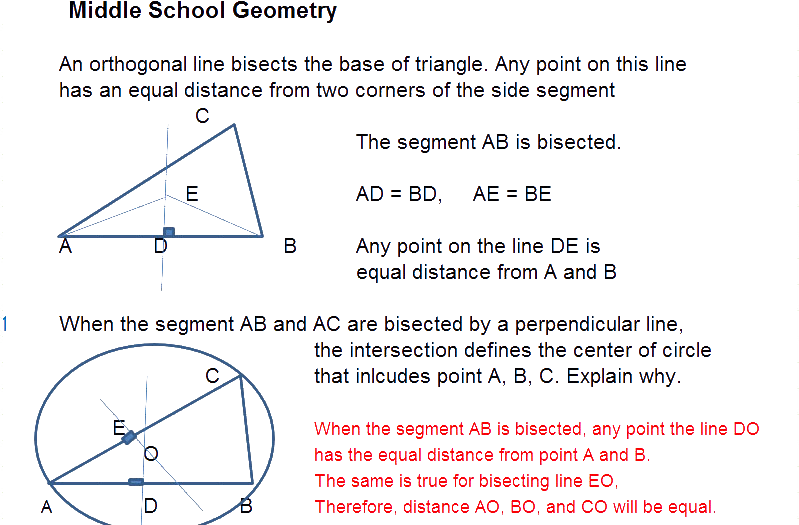 Middle School Geometry
An orthogonal line bisects the base of triangle. Any point on this line
has an equal distance from two corners of the side segment
C
The segment AB is bisected.
E
AD = BD, AE = BE
A
D
B
Any point on the line DE is
equal distance from A and B
1
When the segment AB and AC are bisected by a perpendicular line,
the intersection defines the center of circle
C
that inlcudes point A, B, C. Explain why.
E
When the segment AB is bisected, any point the line DO
O
has the equal distance from point A and B.
The same is true for bisecting line EO,
A
D
B
Therefore, distance AO, BO, and CO will be equal.